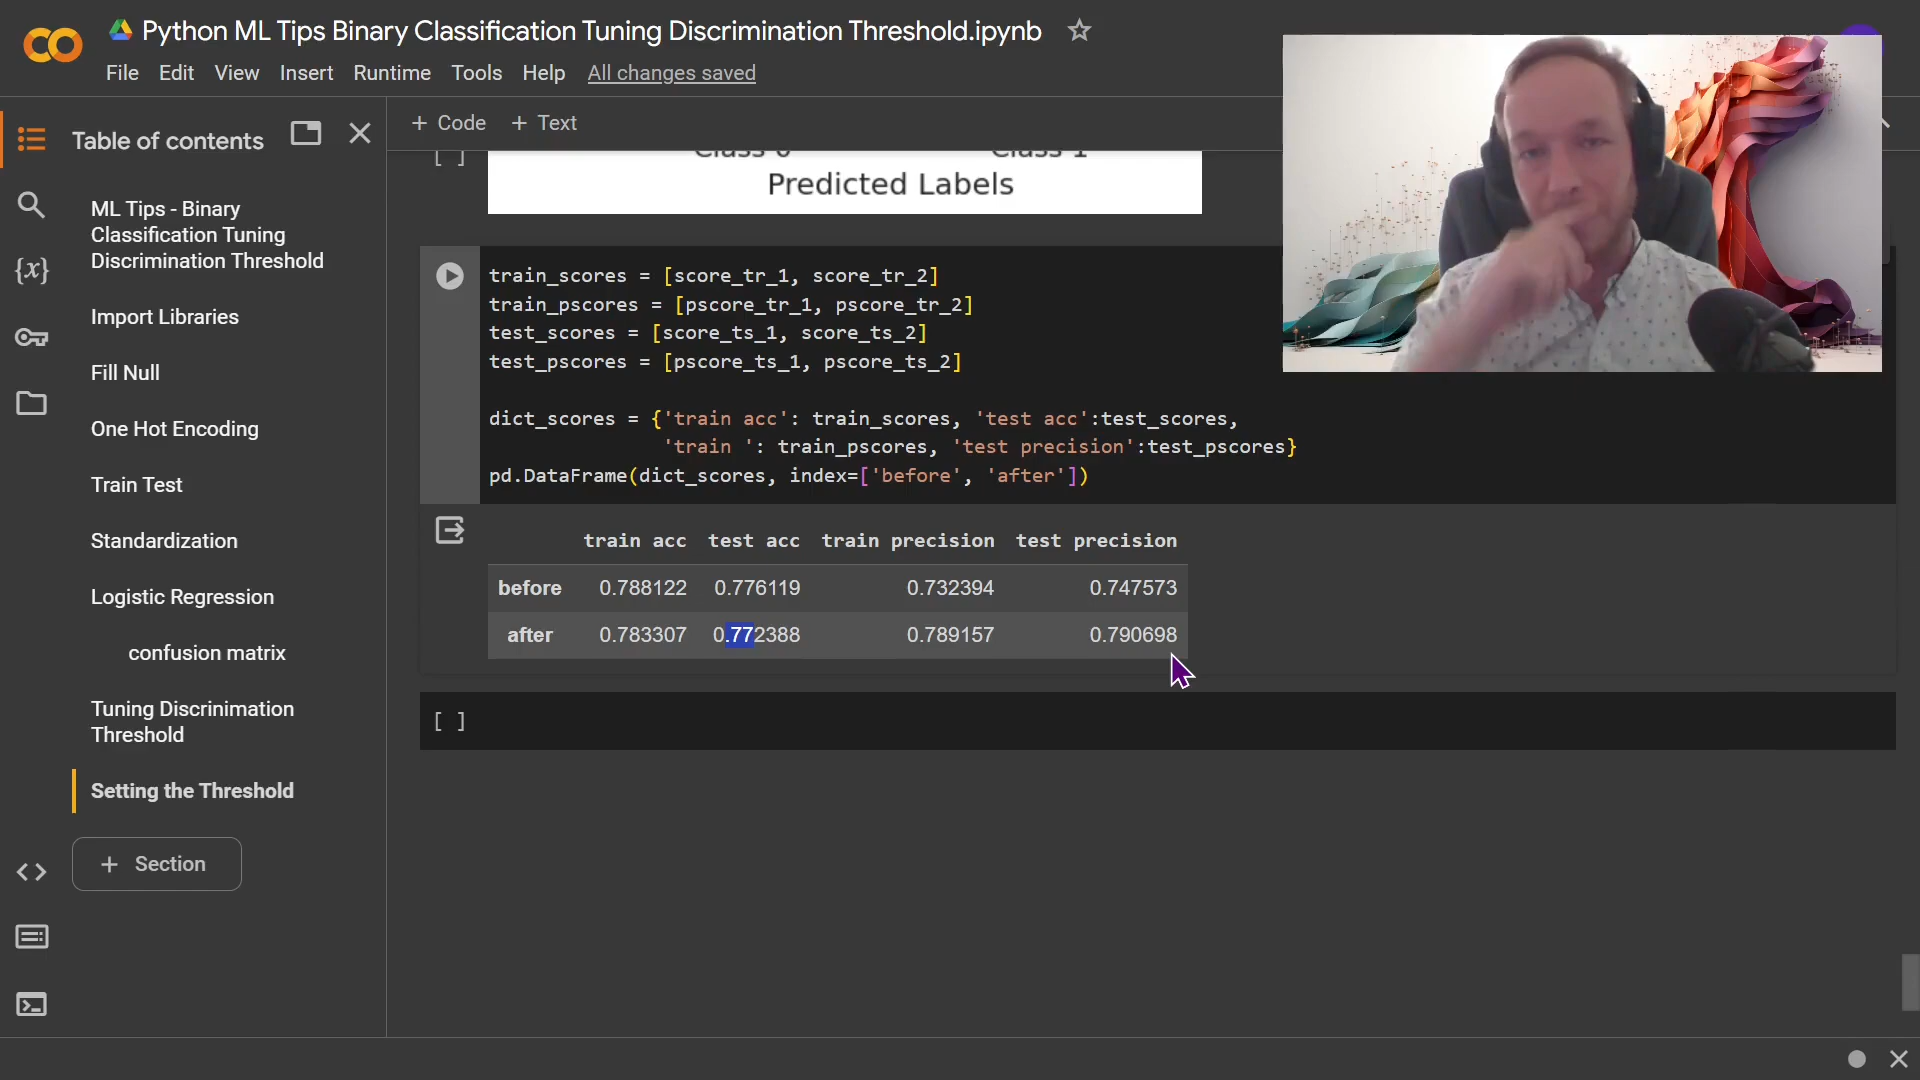 Python ML Tips Binary Classification Tuning Discrimination Threshold.ipynb
File Edit View Insert Runtime Tools Help All changes saved
Table of contents
+ Code + Text
ML Tips - Binary
Classification Tuning
Discrimination Threshold
Import Libraries
Fill Null
One Hot Encoding
Train Test
Standardization
Logistic Regression
confusion matrix
Tuning Discrinimation
Threshold
Setting the Threshold
+ Section
{x}
[ ]
Class 0 Class 1
Predicted Labels
train_scores = [score_tr_1, score_tr_2]
train_pscores = [pscore_tr_1, pscore_tr_2]
test_scores = [score_ts_1, score_ts_2]
test_pscores = [pscore_ts_1, pscore_ts_2]
dict_scores = {'train acc': train_scores, 'test acc':test_scores,
'train ': train_pscores, 'test precision':test_pscores}
pd.DataFrame(dict_scores, index=['before', 'after'])
train acc test acc train precision test precision
before 0.788122 0.776119 0.732394 0.747573
after 0.783307 0.772388 0.789157 0.790698
[ ]